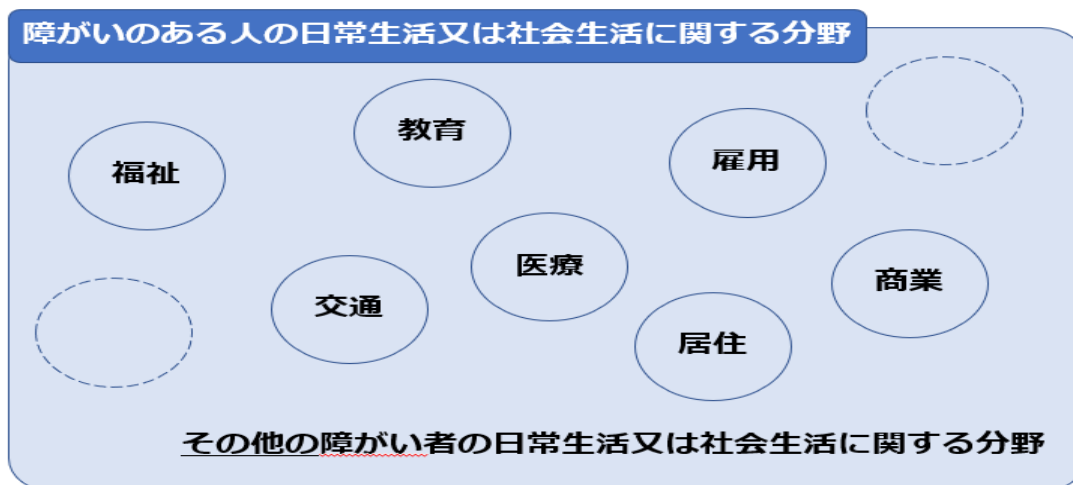 障がいのある人の日常生活又は社会生活に関する分野
教育
雇用
福祉
医療
商業
交通
居住
その他の障がい者の日常生活又は社会生活に関する分野